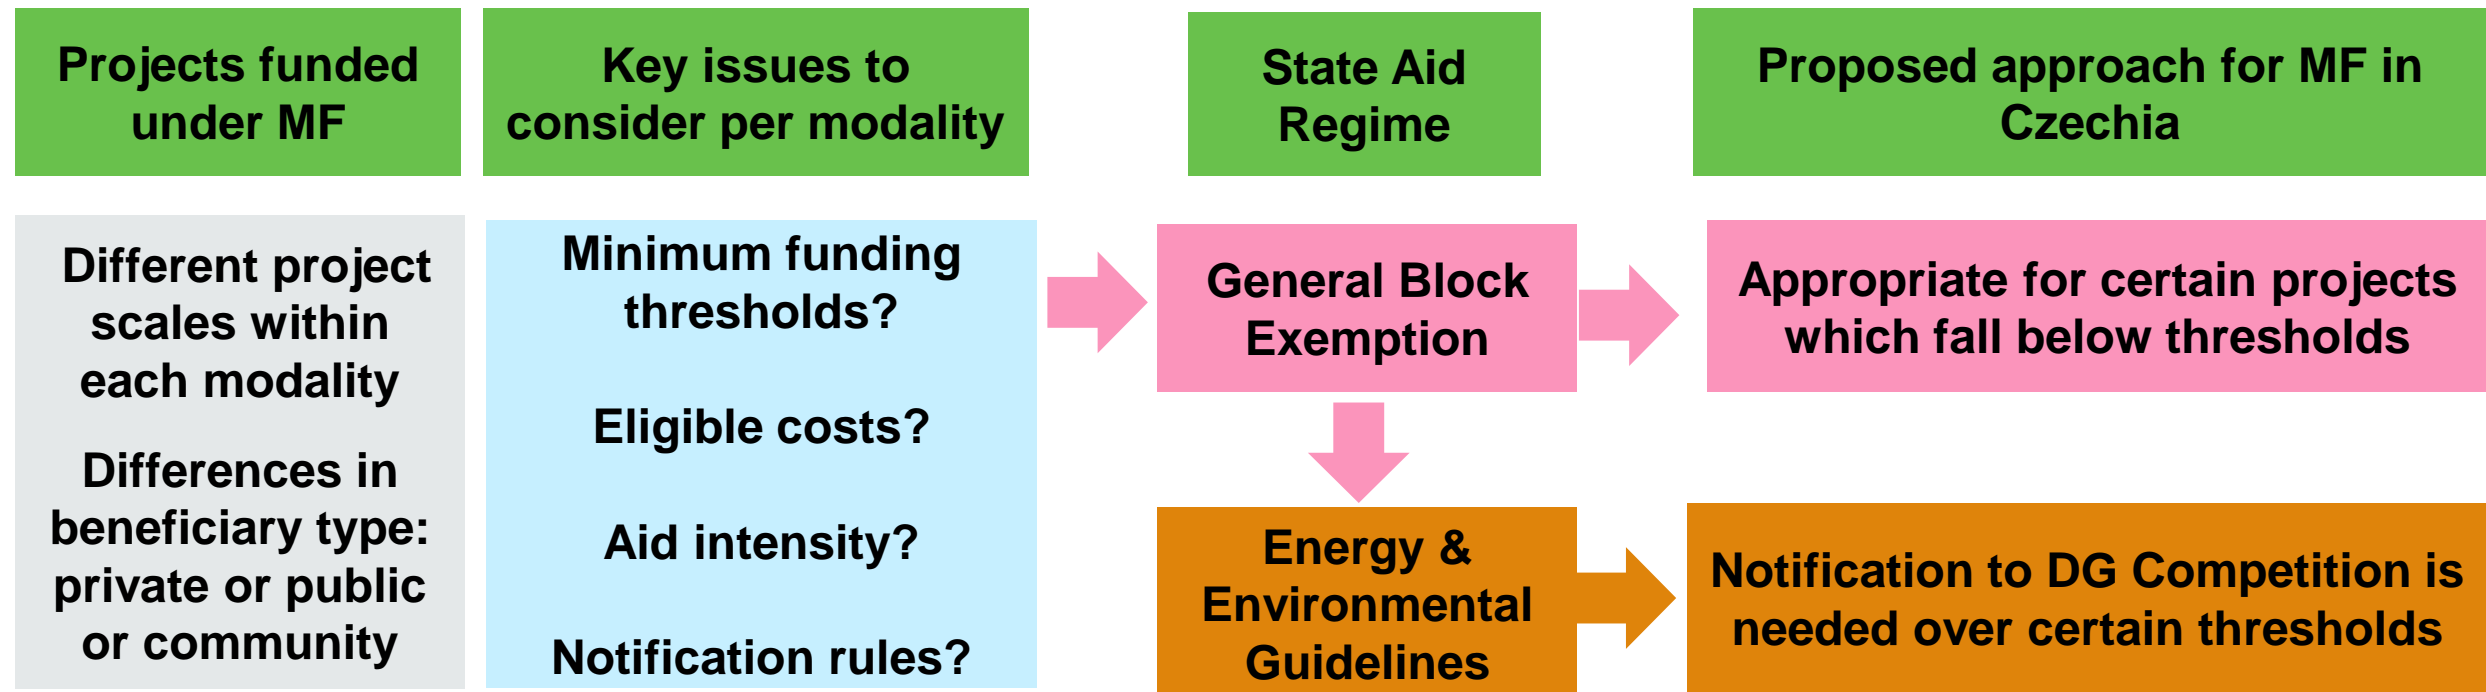 Projects funded
under MF
Key issues to
consider per modality
State Aid
Regime
Proposed approach for MF in
Czechia
Different project
scales within
each modality
Differences in
beneficiary type:
private or public
or community
Minimum funding
thresholds?
Eligible costs?
Aid intensity?
Notification rules?
General Block
Exemption
Appropriate for certain projects
which fall below thresholds
Energy &
Environmental
Guidelines
Notification to DG Competition is
needed over certain thresholds